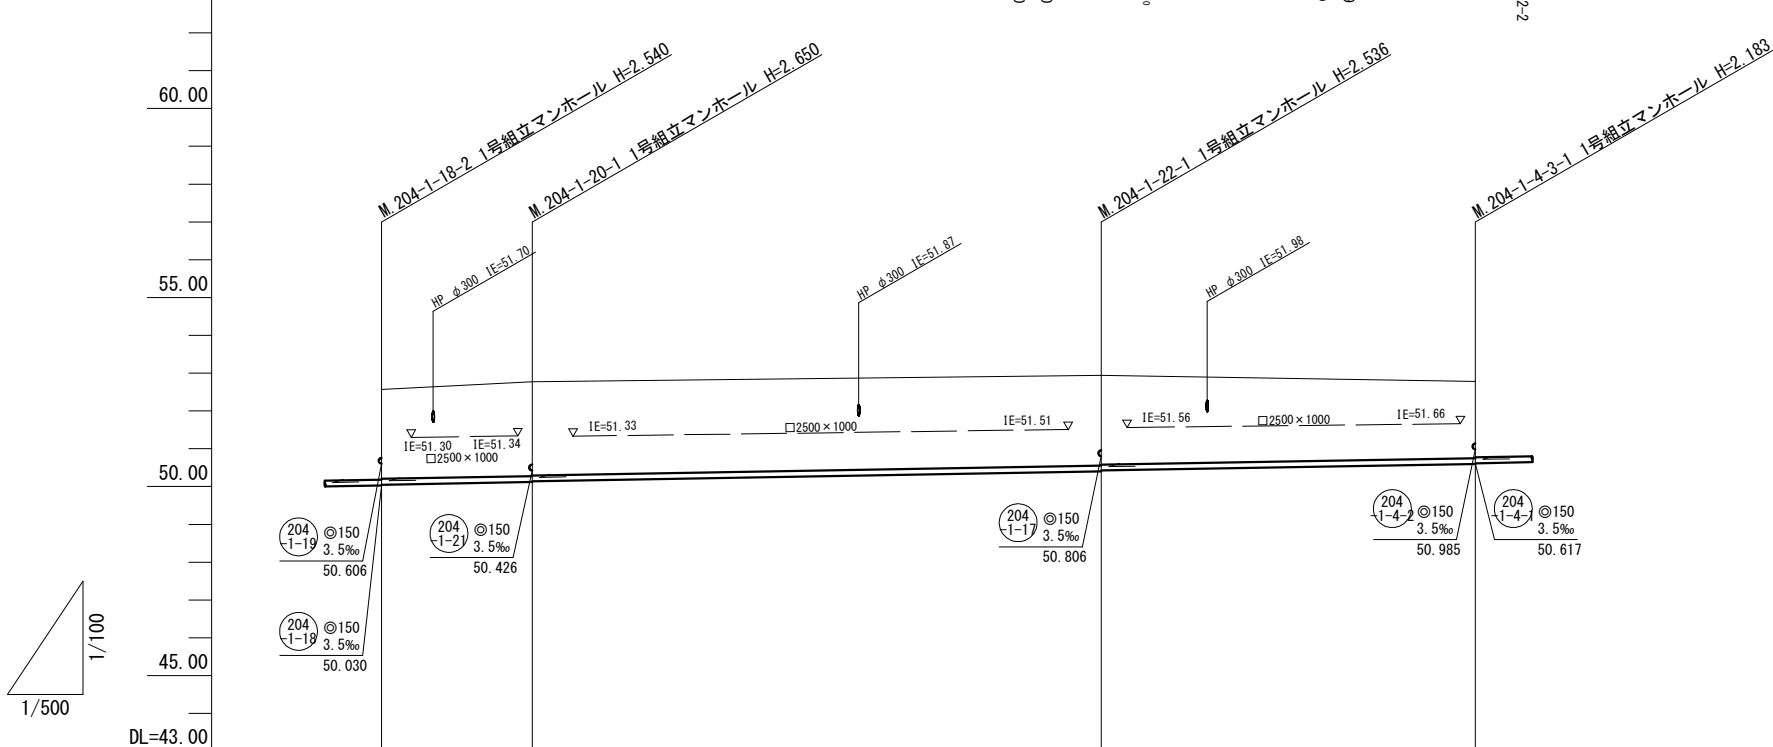 2-2
M.204-1-18-2 1号組立マンホール H=2.540
M.204-1-20-1 1号組立マンホール H=2.650
M.204-1-22-1 1号組立マンホール H=2.536
M.204-1-4-3-1 1号組立マンホール H=2.183
60.00
HP φ300 IE=51.70
HP φ300 IE=51.87
HP φ300 IE=51.98
55.00
IE=51.30 IE=51.34
□2500×1000
IE=51.33 □2500×1000 IE=51.51
IE=51.56 □2500×1000 IE=51.66
50.00
204
-1-19 ◎150
3.5‰
50.606
204
-1-21 ◎150
3.5‰
50.426
204
-1-17 ◎150
3.5‰
50.806
204
-1-4-2 ◎150
3.5‰
50.985
204
-1-4-1 ◎150
3.5‰
50.617
204
-1-18 ◎150
3.5‰
50.030
45.00
1/100
1/500
DL=43.00